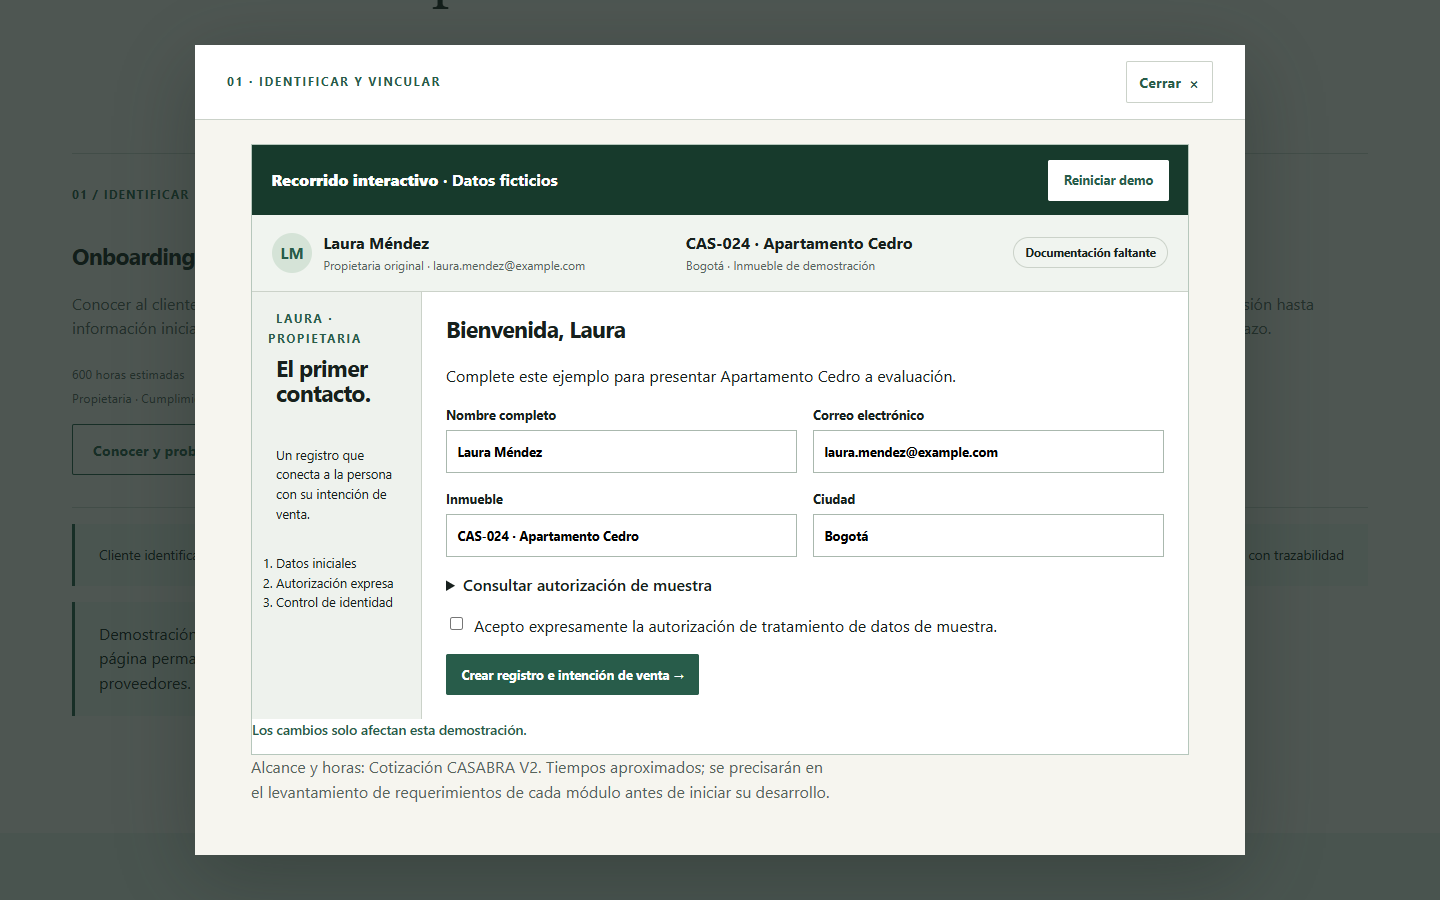 01 · IDENTIFICAR Y VINCULAR
Cerrar ×
Recorrido interactivo · Datos ficticios
Reiniciar demo
LM
Laura Méndez
Propietaria original · laura.mendez@example.com
CAS-024 · Apartamento Cedro
Bogotá · Inmueble de demostración
Documentación faltante
LAURA ·
PROPIETARIA
El primer
contacto.
Un registro que
conecta a la persona
con su intención de
venta.
1. Datos iniciales
2. Autorización expresa
3. Control de identidad
Bienvenida, Laura
Complete este ejemplo para presentar Apartamento Cedro a evaluación.
Nombre completo
Laura Méndez
Correo electrónico
laura.mendez@example.com
Inmueble
CAS-024 · Apartamento Cedro
Ciudad
Bogotá
Consultar autorización de muestra
Acepto expresamente la autorización de tratamiento de datos de muestra.
Crear registro e intención de venta →
Los cambios solo afectan esta demostración.
Alcance y horas: Cotización CASABRA V2. Tiempos aproximados; se precisarán en
el levantamiento de requerimientos de cada módulo antes de iniciar su desarrollo.
01 / IDENTIFICAR
Onboarding
Conocer al cliente
información
600 horas estimadas
Propietaria ·
Conocer y
Cliente
Demostración
página
proveedores.
hasta
con trazabilidad